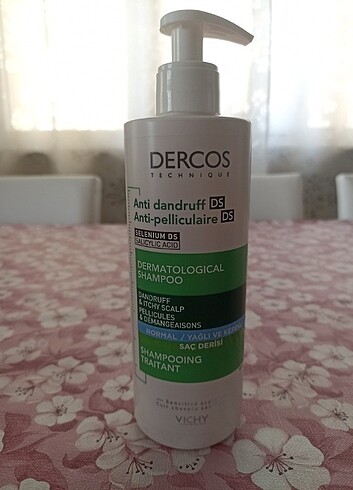 DERCOS
TECHNIQUE
Anti dandruff DS
Anti-pelliculaire DS
SELENIUM DS
SALICYLIC ACID
DERMATOLOGICAL
SHAMPOO
DANDRUFF
& ITCHY SCALP
PELLICULES
& DÉMANGEAISONS
NORMAL / YAĞLI VE
SAÇ DERİSİ
SHAMPOOING
TRAITANT
VICHY